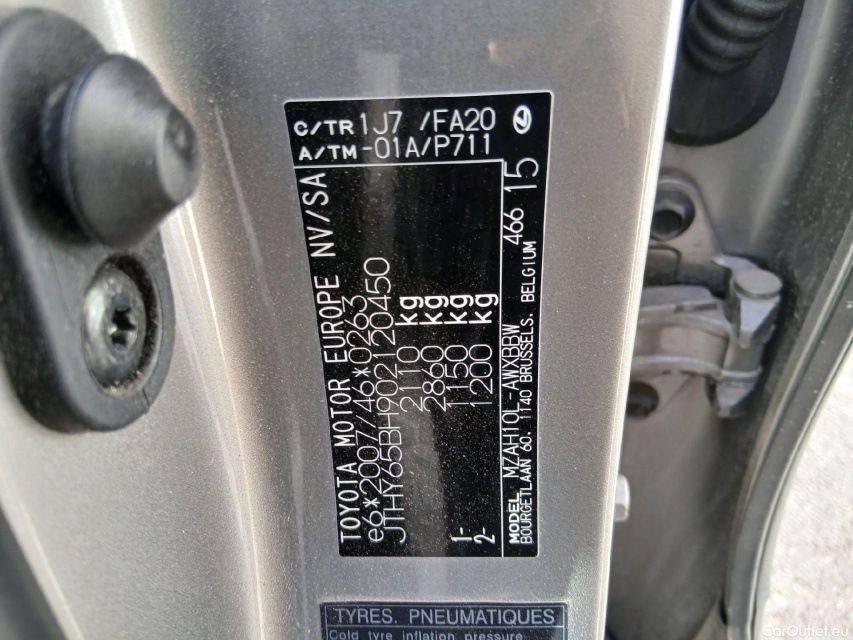 C/TR 1J7 /FA20
A/TM -01A/P711
TOYOTA MOTOR EUROPE NV/SA
e6*2007/46*0263
JTHY65BH902120450
2110 kg
2860 kg
1- 1150 kg
2- 1200 kg
MODEL MZAH10L-AWXBBW 466 15
BOURGETLAAN 60. 1140 BRUSSELS. BELGIUM
TYRES. PNEUMATIQUES
Cold tyre inflation pressure
carOutlet.eu